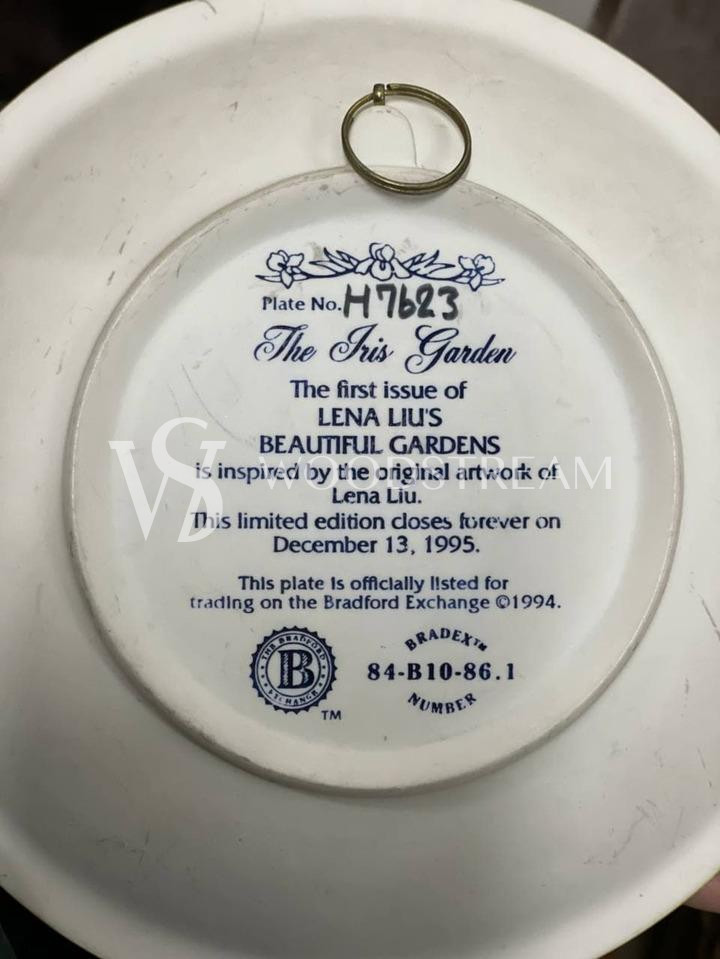 Plate No. H7623
The Iris Garden
The first issue of
LENA LIU'S
BEAUTIFUL GARDENS
is inspired by the original artwork of
Lena Liu.
This limited edition closes forever on
December 13, 1995.
This plate is officially listed for
trading on the Bradford Exchange ©1994.
THE BRADFORD EXCHANGE
B
TM
BRADEX™
84-B10-86.1
NUMBER
WS WOODSTREAM